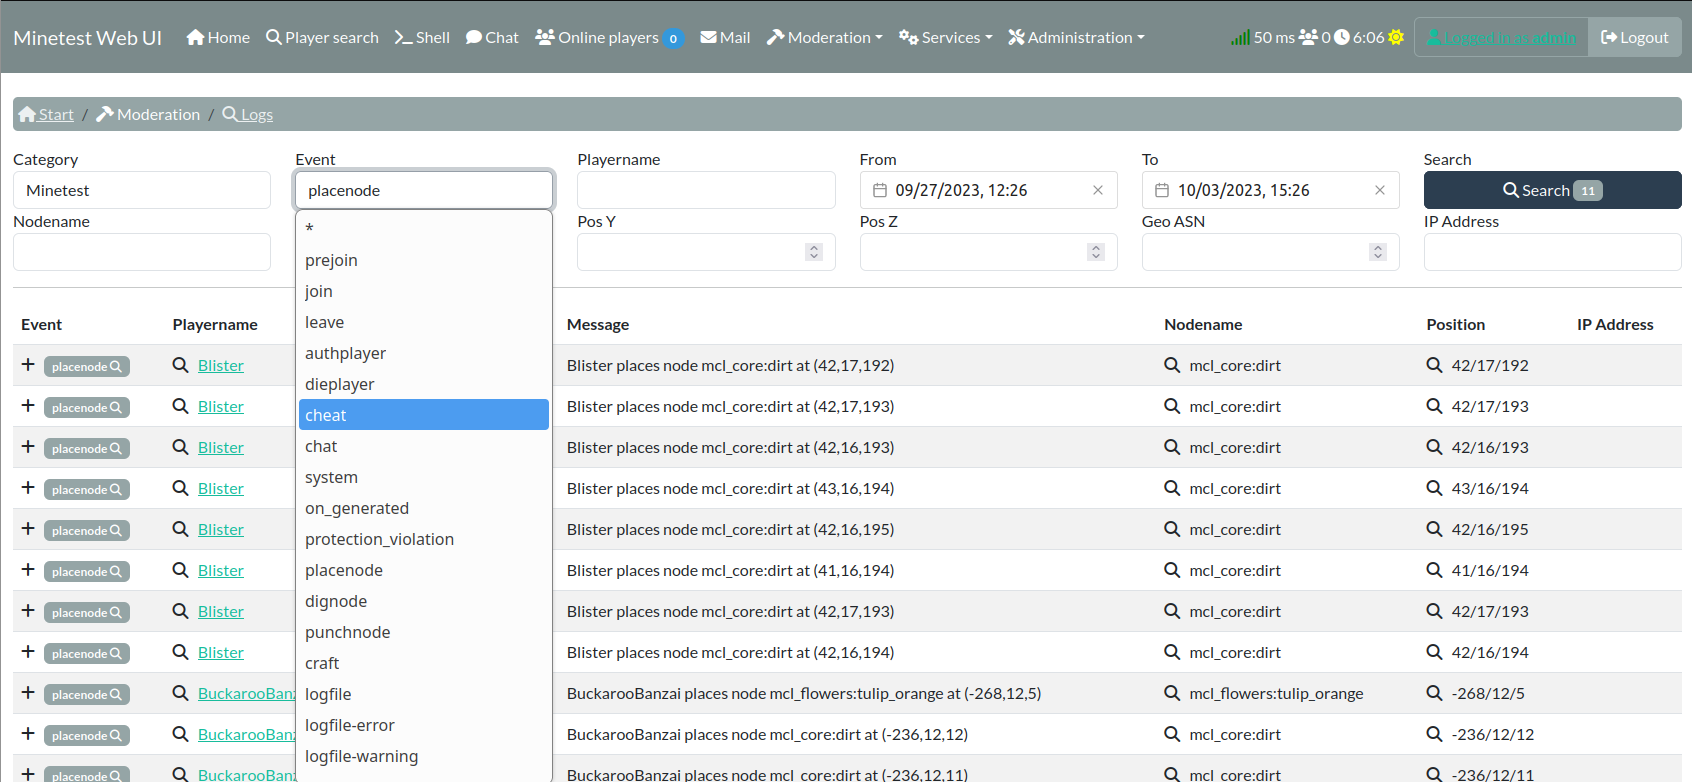 Minetest Web UI Home Player search Shell Chat Online players 0 Mail Moderation Services Administration 50 ms 0 6:06 Logged in as admin Logout
Start / Moderation / Logs
Category Event Playername From To Search
Minetest placenode 09/27/2023, 12:26 10/03/2023, 15:26 Search 11
Nodename Pos Y Pos Z Geo ASN IP Address
*
prejoin
join
leave
authplayer
dieplayer
cheat
chat
system
on_generated
protection_violation
placenode
dignode
punchnode
craft
logfile
logfile-error
logfile-warning
Event Playername Message Nodename Position IP Address
placenode Blister Blister places node mcl_core:dirt at (42,17,192) mcl_core:dirt 42/17/192
placenode Blister Blister places node mcl_core:dirt at (42,17,193) mcl_core:dirt 42/17/193
placenode Blister Blister places node mcl_core:dirt at (42,16,193) mcl_core:dirt 42/16/193
placenode Blister Blister places node mcl_core:dirt at (43,16,194) mcl_core:dirt 43/16/194
placenode Blister Blister places node mcl_core:dirt at (42,16,195) mcl_core:dirt 42/16/195
placenode Blister Blister places node mcl_core:dirt at (41,16,194) mcl_core:dirt 41/16/194
placenode Blister Blister places node mcl_core:dirt at (42,17,193) mcl_core:dirt 42/17/193
placenode Blister Blister places node mcl_core:dirt at (42,16,194) mcl_core:dirt 42/16/194
placenode BuckarooBanz BuckarooBanzai places node mcl_flowers:tulip_orange at (-268,12,5) mcl_flowers:tulip_orange -268/12/5
placenode BuckarooBanz BuckarooBanzai places node mcl_core:dirt at (-236,12,12) mcl_core:dirt -236/12/12
placenode BuckarooBanz BuckarooBanzai places node mcl_core:dirt at (-236,12,11) mcl_core:dirt -236/12/11